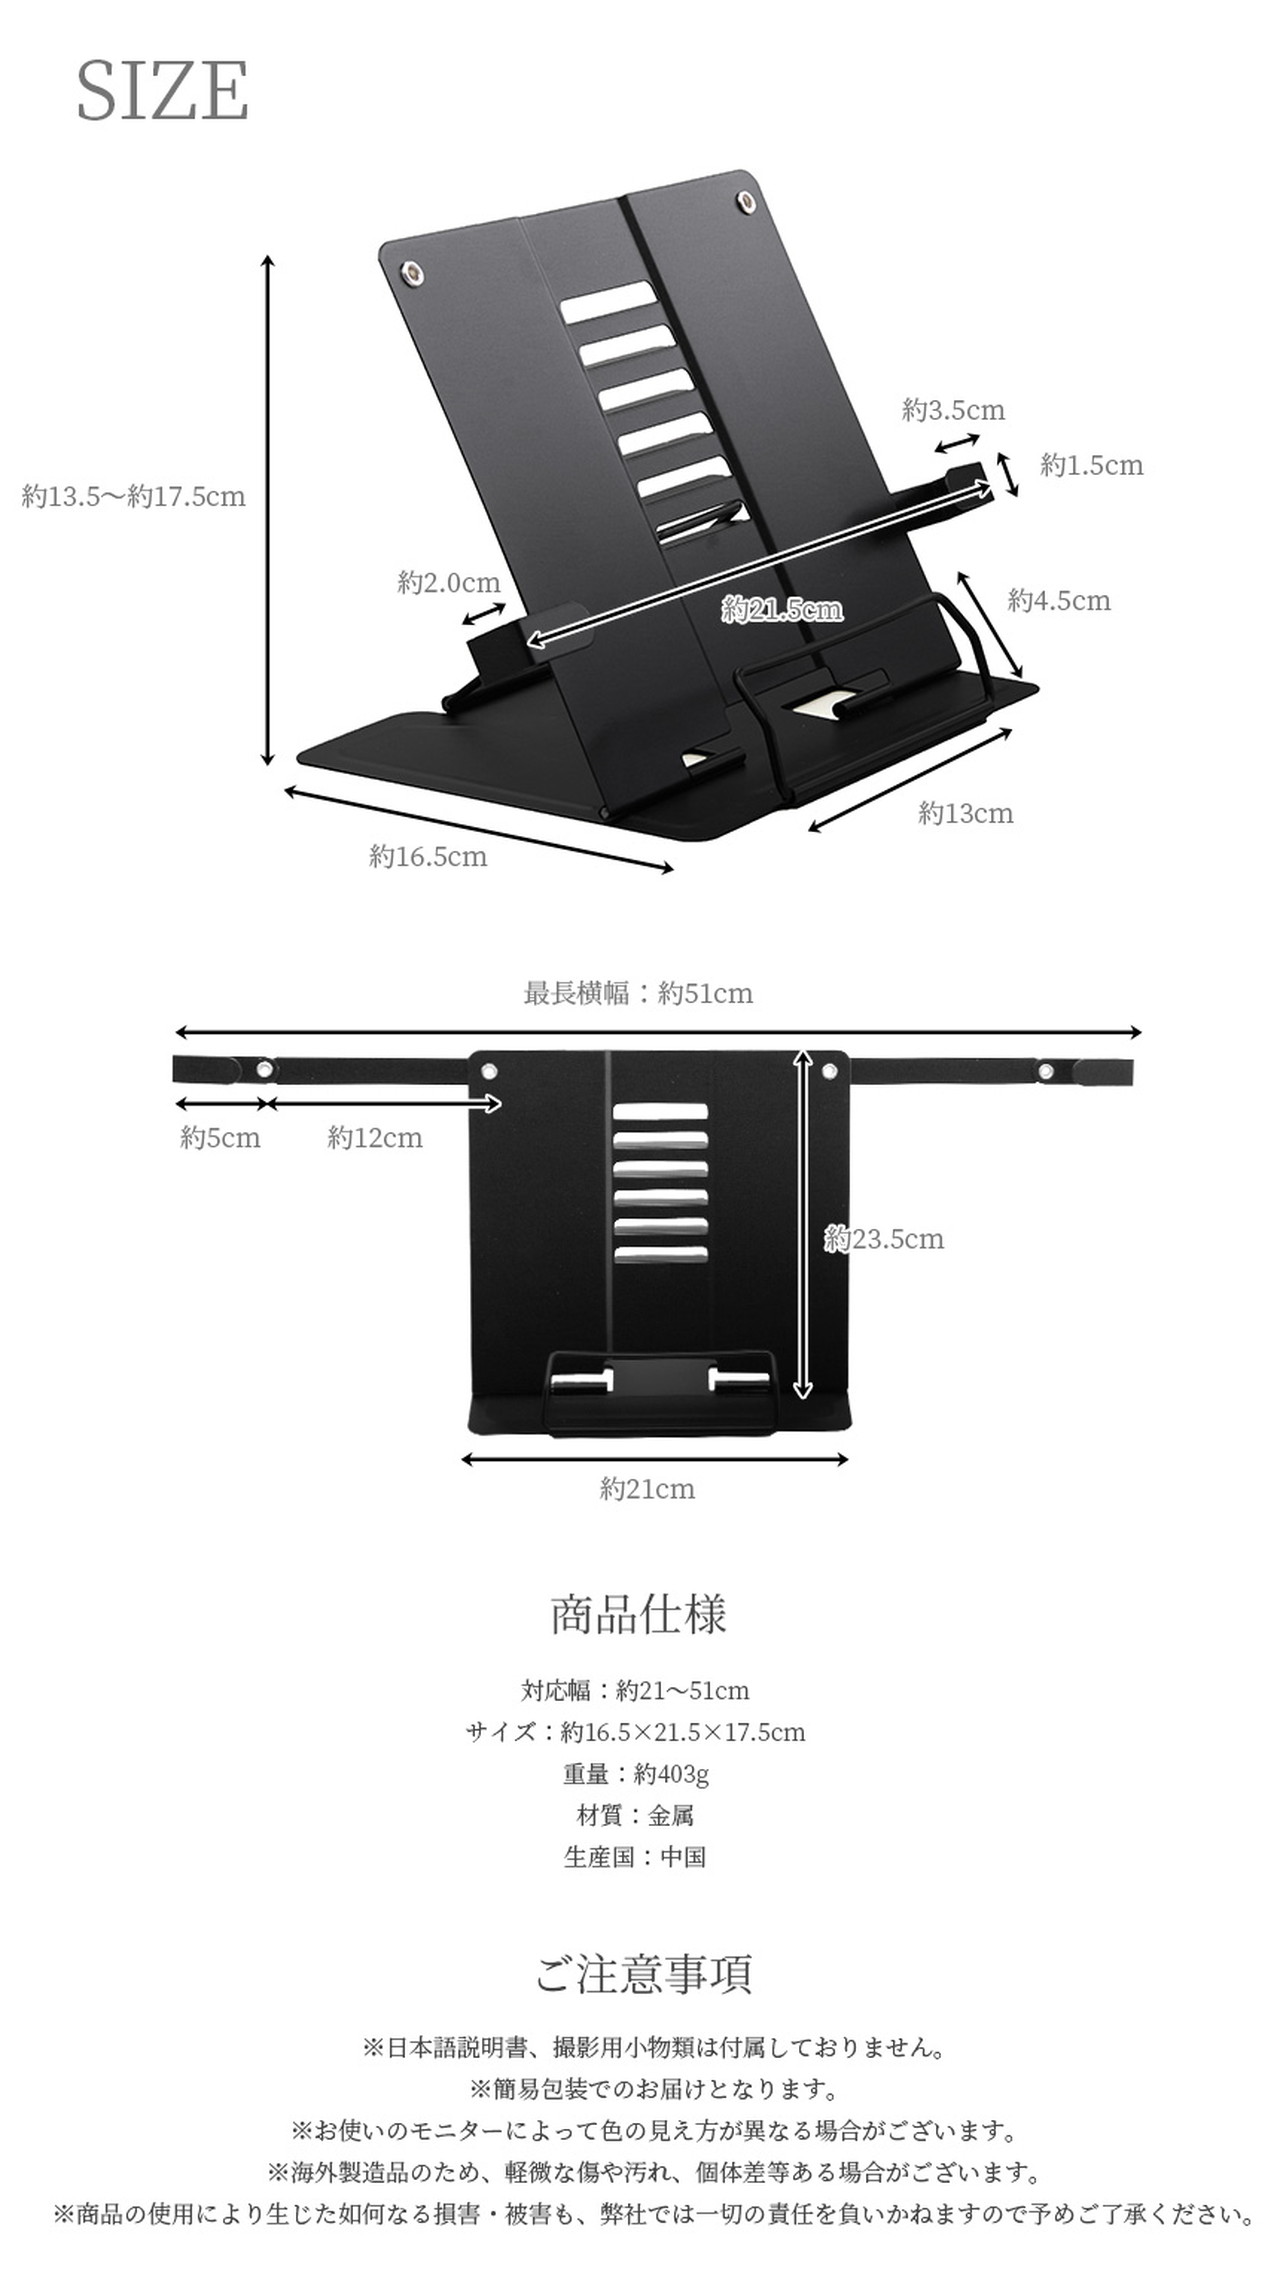 SIZE
約3.5cm
約1.5cm
約13.5〜約17.5cm
約2.0cm
約21.5cm
約4.5cm
約13cm
約16.5cm
最長横幅：約51cm
約5cm
約12cm
約23.5cm
約21cm
商品仕様
対応幅：約21〜51cm
サイズ：約16.5×21.5×17.5cm
重量：約403g
材質：金属
生産国：中国
ご注意事項
※日本語説明書、撮影用小物類は付属しておりません。
※簡易包装でのお届けとなります。
※お使いのモニターによって色の見え方が異なる場合がございます。
※海外製造品のため、軽微な傷や汚れ、個体差等ある場合がございます。
※商品の使用により生じた如何なる損害・被害も、弊社では一切の責任を負いかねますので予めご了承ください。